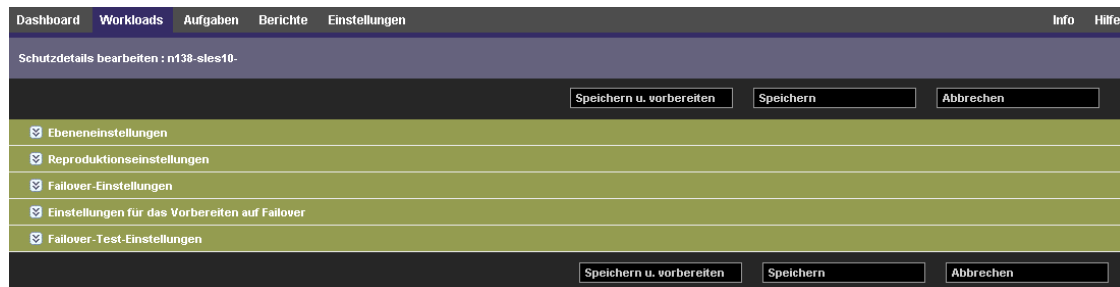 Dashboard Workloads Aufgaben Berichte Einstellungen Info Hilfe
Schutzdetails bearbeiten : n138-sles10-
Speichern u. vorbereiten Speichern Abbrechen
Ebeneneinstellungen
Reproduktionseinstellungen
Failover-Einstellungen
Einstellungen für das Vorbereiten auf Failover
Failover-Test-Einstellungen
Speichern u. vorbereiten Speichern Abbrechen